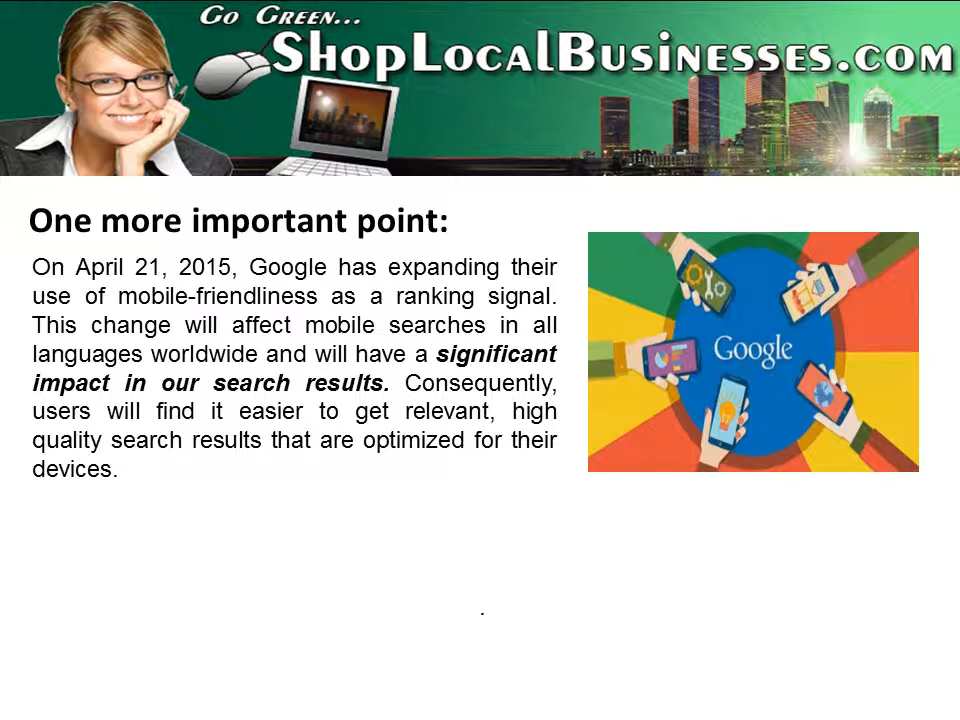 Go Green...
ShopLocalBusinesses.com
One more important point:
On April 21, 2015, Google has expanding their
use of mobile-friendliness as a ranking signal.
This change will affect mobile searches in all
languages worldwide and will have a significant
impact in our search results. Consequently,
users will find it easier to get relevant, high
quality search results that are optimized for their
devices.
Google
.